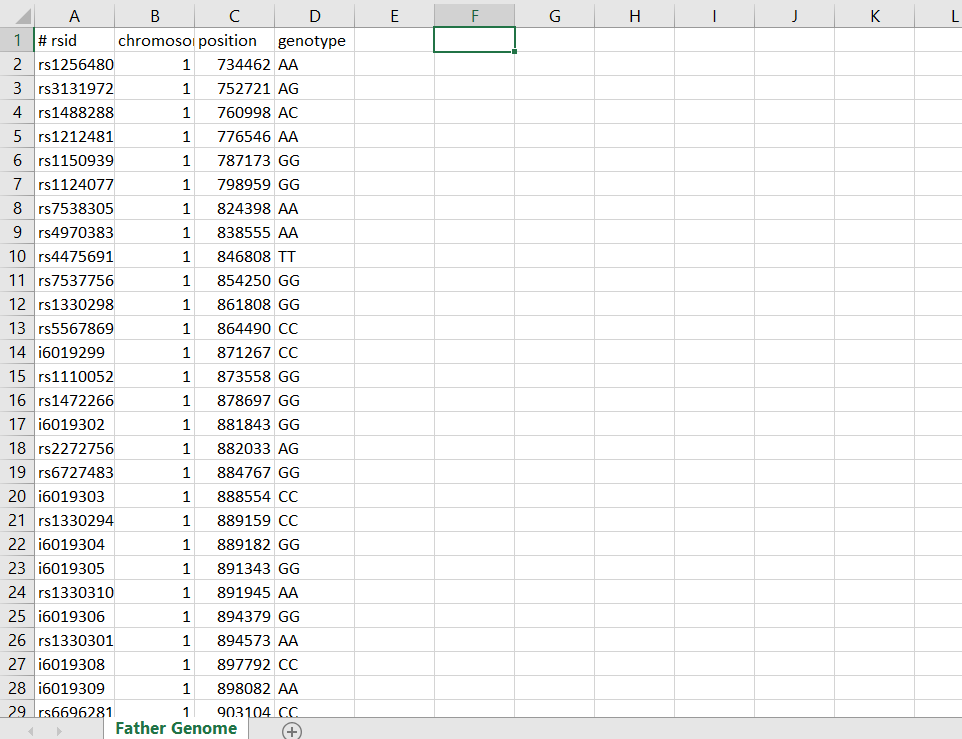 A B C D E F G H I J K L
1 # rsid chromosor position genotype
2 rs1256480 1 734462 AA
3 rs3131972 1 752721 AG
4 rs1488288 1 760998 AC
5 rs1212481 1 776546 AA
6 rs1150939 1 787173 GG
7 rs1124077 1 798959 GG
8 rs7538305 1 824398 AA
9 rs4970383 1 838555 AA
10 rs4475691 1 846808 TT
11 rs7537756 1 854250 GG
12 rs1330298 1 861808 GG
13 rs5567869 1 864490 CC
14 i6019299 1 871267 CC
15 rs1110052 1 873558 GG
16 rs1472266 1 878697 GG
17 i6019302 1 881843 GG
18 rs2272756 1 882033 AG
19 rs6727483 1 884767 GG
20 i6019303 1 888554 CC
21 rs1330294 1 889159 CC
22 i6019304 1 889182 GG
23 i6019305 1 891343 GG
24 rs1330310 1 891945 AA
25 i6019306 1 894379 GG
26 rs1330301 1 894573 AA
27 i6019308 1 897792 CC
28 i6019309 1 898082 AA
29 rs6696281 1 903104 CC
Father Genome